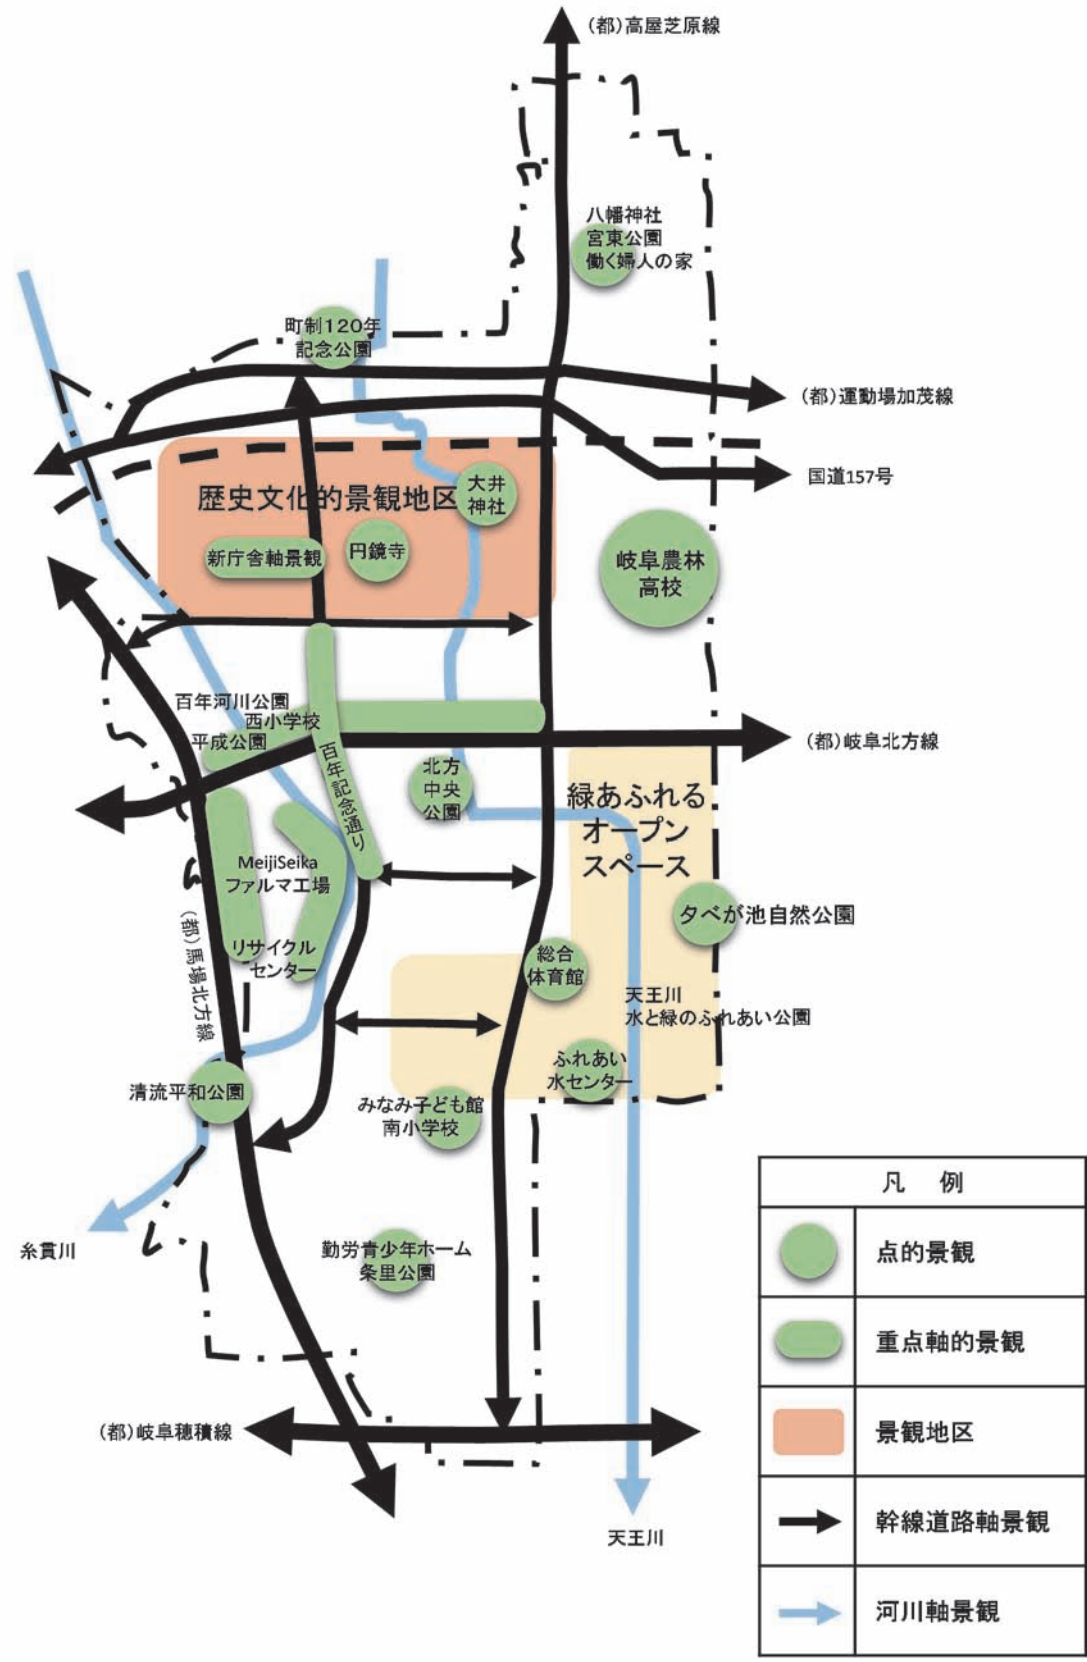 (都)高屋芝原線
八幡神社
宮東公園
働く婦人の家
町制120年
記念公園
(都)運動場加茂線
国道157号
歴史文化的景観地区
大井
神社
新庁舎軸景観
円鏡寺
岐阜農林
高校
百年河川公園
西小学校
平成公園
(都)岐阜北方線
百年記念通り
北方
中央
公園
緑あふれる
オープン
スペース
MeijiSeika
ファルマ工場
タベが池自然公園
(都)馬場北方線
リサイクル
センター
総合
体育館
天王川
水と緑のふれあい公園
ふれあい
水センター
清流平和公園
みなみ子ども館
南小学校
糸貫川
勤労青少年ホーム
条里公園
(都)岐阜穂積線
天王川
凡 例
点的景観
重点軸的景観
景観地区
幹線道路軸景観
河川軸景観